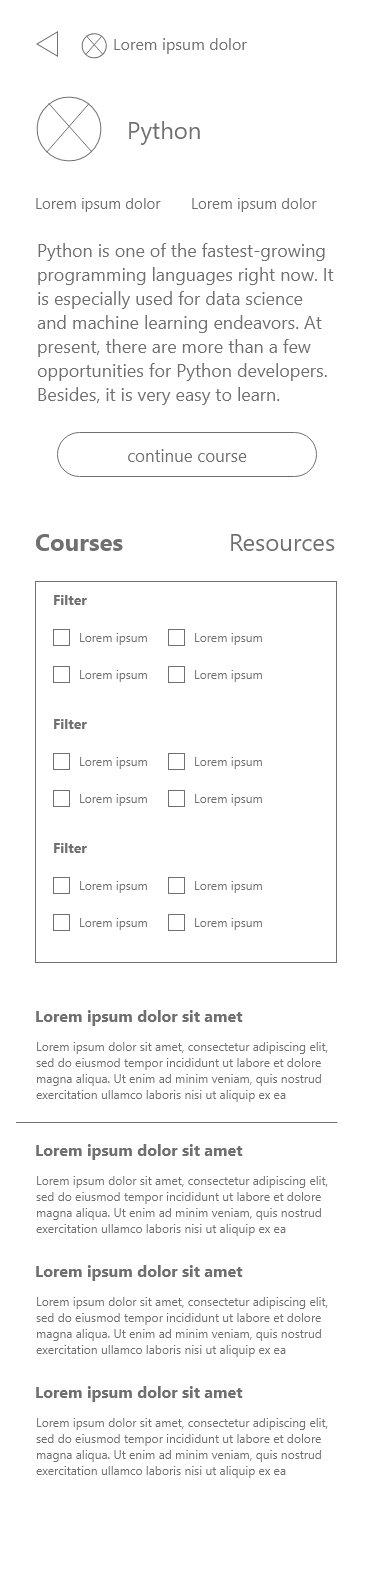 Lorem ipsum dolor
Python
Lorem ipsum dolor Lorem ipsum dolor
Python is one of the fastest-growing
programming languages right now. It
is especially used for data science
and machine learning endeavors. At
present, there are more than a few
opportunities for Python developers.
Besides, it is very easy to learn.
continue course
Courses Resources
Filter
Lorem ipsum Lorem ipsum
Lorem ipsum Lorem ipsum
Filter
Lorem ipsum Lorem ipsum
Lorem ipsum Lorem ipsum
Filter
Lorem ipsum Lorem ipsum
Lorem ipsum Lorem ipsum
Lorem ipsum dolor sit amet
Lorem ipsum dolor sit amet, consectetur adipiscing elit,
sed do eiusmod tempor incididunt ut labore et dolore
magna aliqua. Ut enim ad minim veniam, quis nostrud
exercitation ullamco laboris nisi ut aliquip ex ea
Lorem ipsum dolor sit amet
Lorem ipsum dolor sit amet, consectetur adipiscing elit,
sed do eiusmod tempor incididunt ut labore et dolore
magna aliqua. Ut enim ad minim veniam, quis nostrud
exercitation ullamco laboris nisi ut aliquip ex ea
Lorem ipsum dolor sit amet
Lorem ipsum dolor sit amet, consectetur adipiscing elit,
sed do eiusmod tempor incididunt ut labore et dolore
magna aliqua. Ut enim ad minim veniam, quis nostrud
exercitation ullamco laboris nisi ut aliquip ex ea
Lorem ipsum dolor sit amet
Lorem ipsum dolor sit amet, consectetur adipiscing elit,
sed do eiusmod tempor incididunt ut labore et dolore
magna aliqua. Ut enim ad minim veniam, quis nostrud
exercitation ullamco laboris nisi ut aliquip ex ea